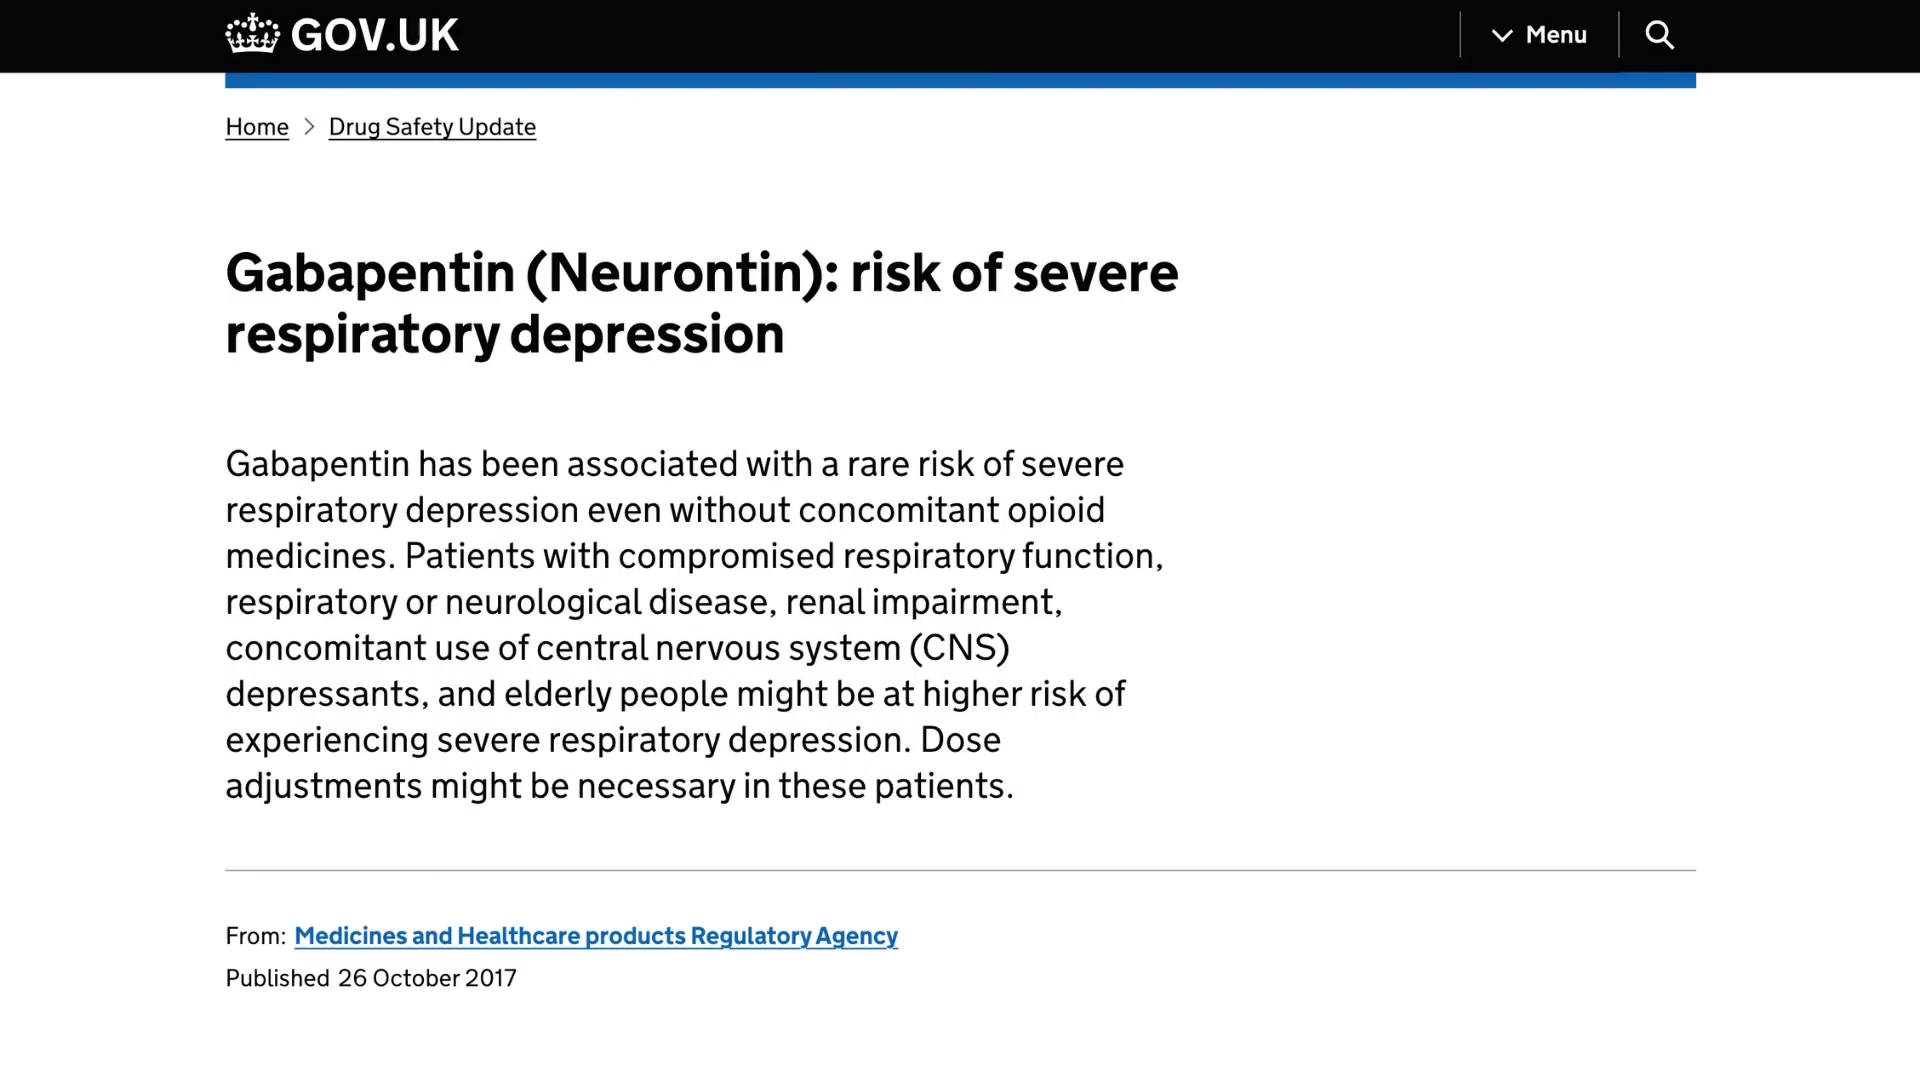 GOV.UK
Menu
Home > Drug Safety Update
Gabapentin (Neurontin): risk of severe
respiratory depression
Gabapentin has been associated with a rare risk of severe
respiratory depression even without concomitant opioid
medicines. Patients with compromised respiratory function,
respiratory or neurological disease, renal impairment,
concomitant use of central nervous system (CNS)
depressants, and elderly people might be at higher risk of
experiencing severe respiratory depression. Dose
adjustments might be necessary in these patients.
From: Medicines and Healthcare products Regulatory Agency
Published 26 October 2017